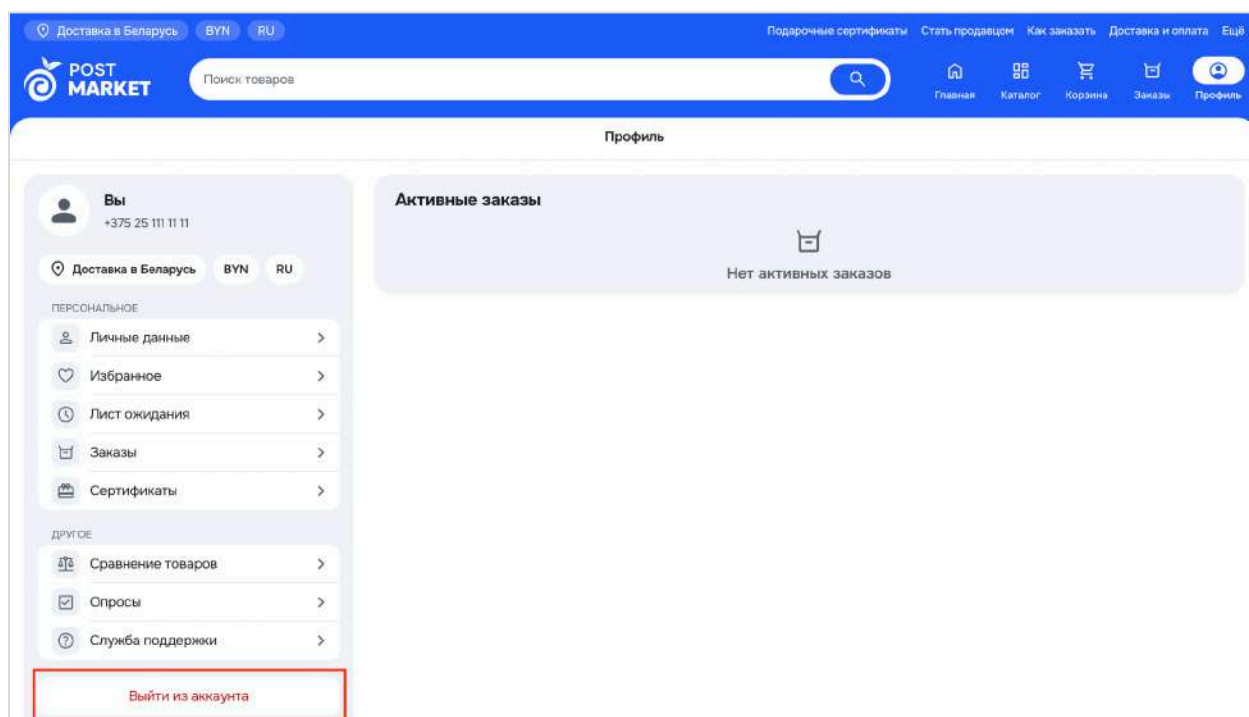 Доставка в Беларусь BYN RU Подарочные сертификаты Стать продавцом Как заказать Доставка и оплата Ещё
POST
MARKET
Поиск товаров
Главная Каталог Корзина Заказы Профиль
Профиль
Вы
+375 25 111 11 11
Доставка в Беларусь BYN RU
ПЕРСОНАЛЬНОЕ
Личные данные
Избранное
Лист ожидания
Заказы
Сертификаты
ДРУГОЕ
Сравнение товаров
Опросы
Служба поддержки
Выйти из аккаунта
Активные заказы
Нет активных заказов